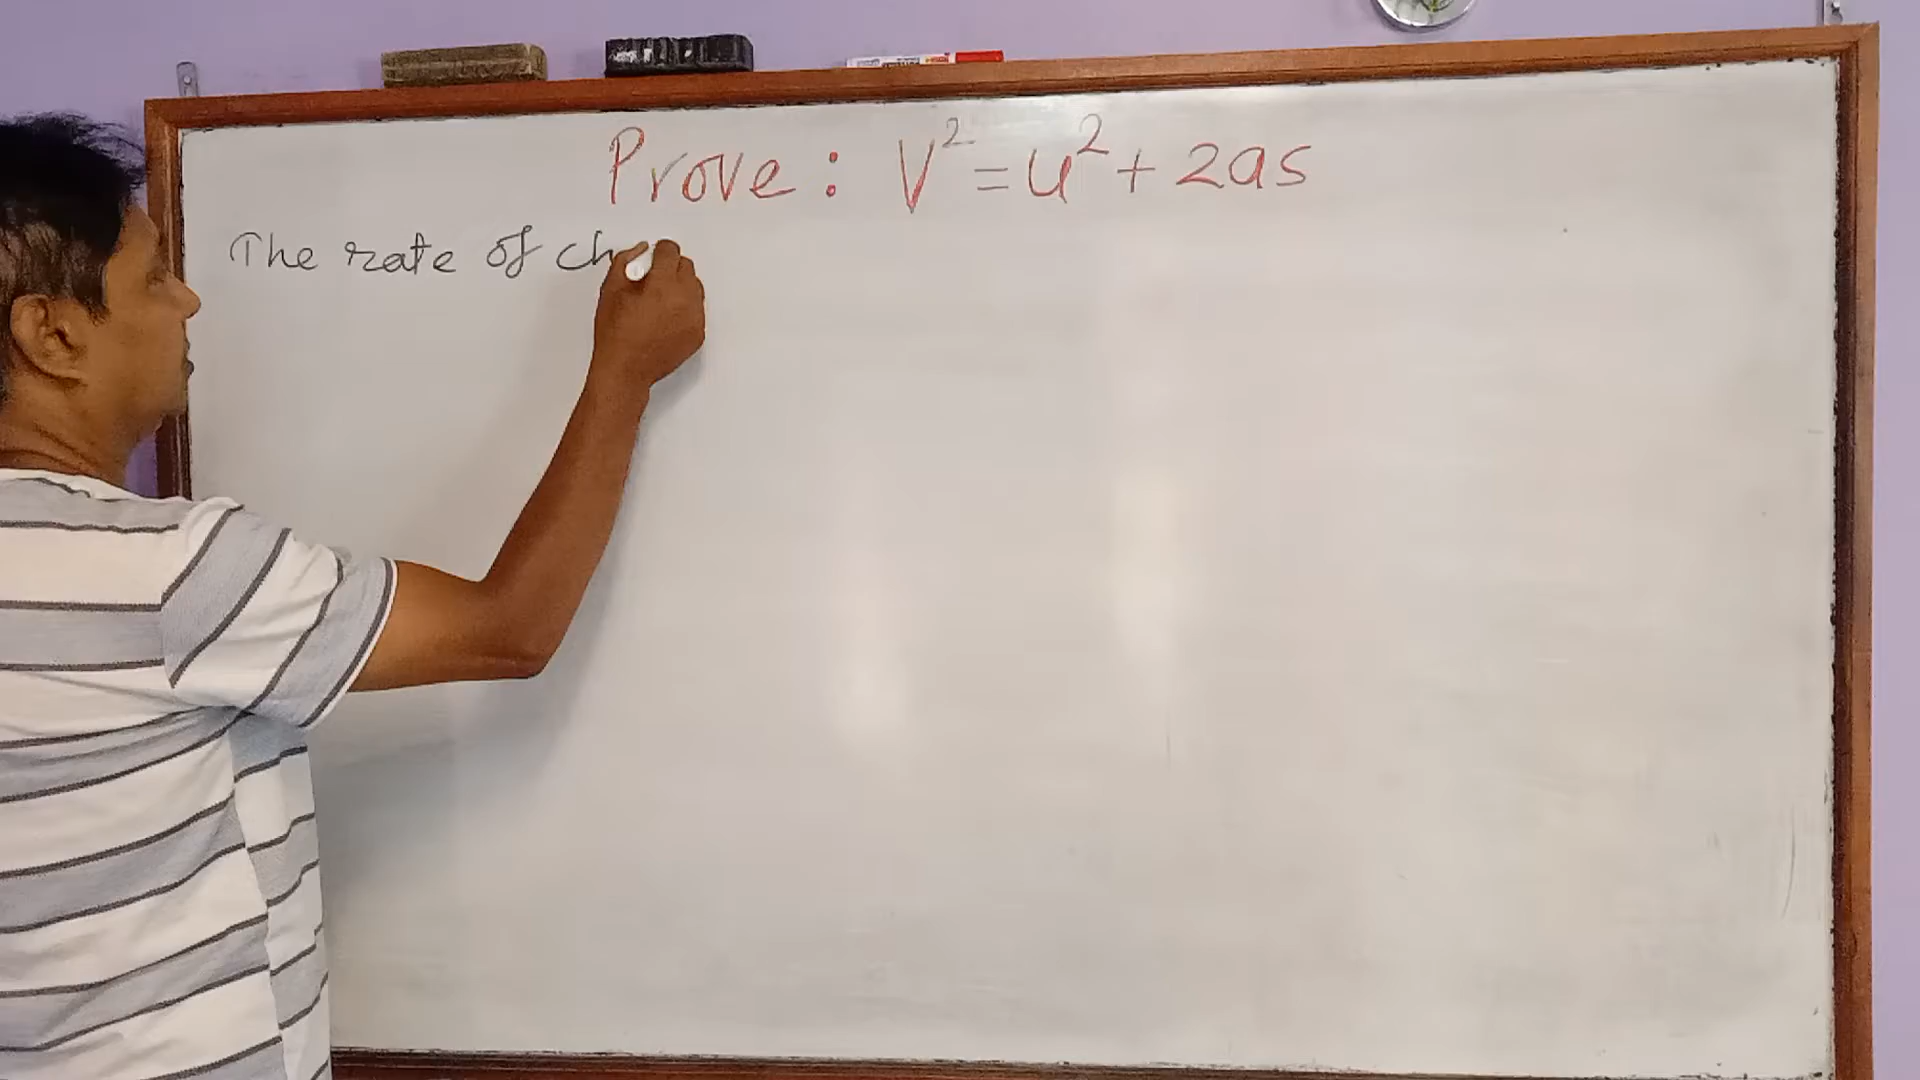 Prove : V² = u² + 2as
The rate of ch